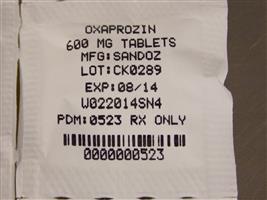 OXAPROZIN
600 MG TABLETS
MFG:SANDOZ
LOT:CK0289
EXP:08/14
W022014SN4
PDM:0523 RX ONLY
0000000523